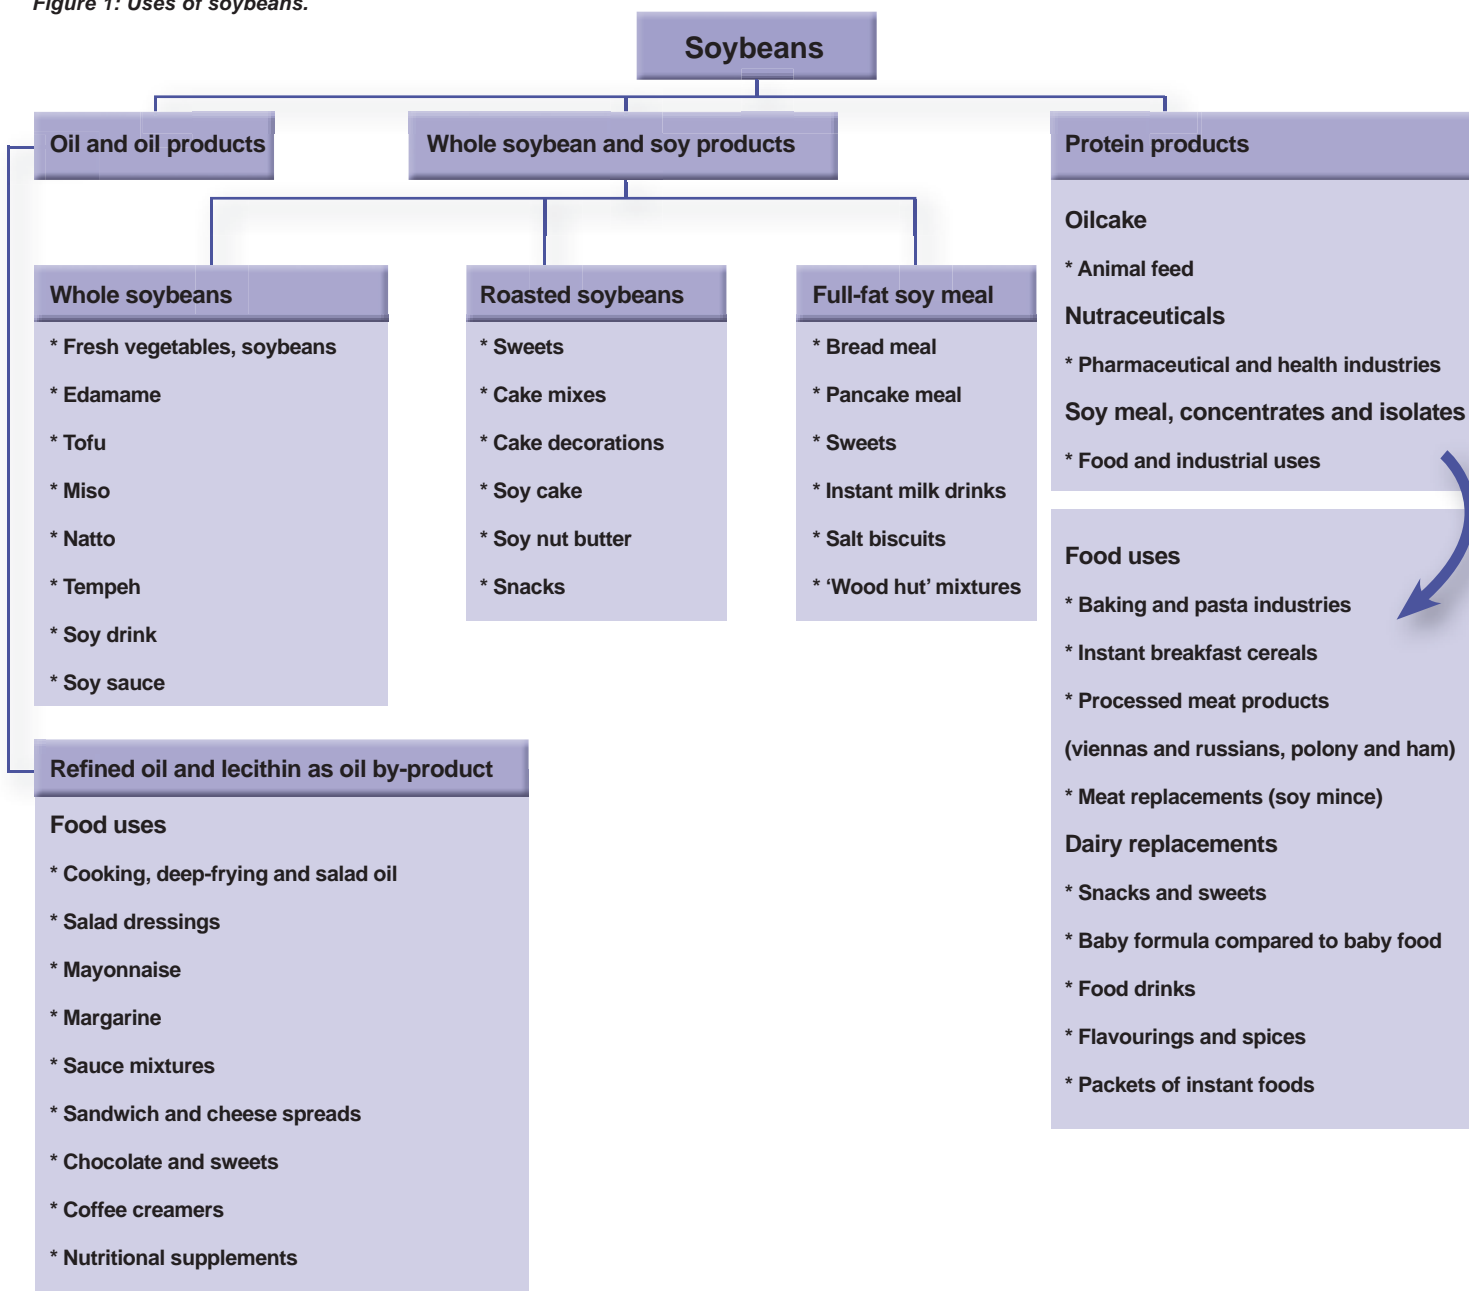 Figure 1: Uses of soybeans.
Soybeans
Oil and oil products
Whole soybean and soy products
Protein products
Oilcake
* Animal feed
Nutraceuticals
* Pharmaceutical and health industries
Soy meal, concentrates and isolates
* Food and industrial uses
Whole soybeans
* Fresh vegetables, soybeans
* Edamame
* Tofu
* Miso
* Natto
* Tempeh
* Soy drink
* Soy sauce
Roasted soybeans
* Sweets
* Cake mixes
* Cake decorations
* Soy cake
* Soy nut butter
* Snacks
Full-fat soy meal
* Bread meal
* Pancake meal
* Sweets
* Instant milk drinks
* Salt biscuits
* ‘Wood hut’ mixtures
Food uses
* Baking and pasta industries
* Instant breakfast cereals
* Processed meat products
(viennas and russians, polony and ham)
* Meat replacements (soy mince)
Dairy replacements
* Snacks and sweets
* Baby formula compared to baby food
* Food drinks
* Flavourings and spices
* Packets of instant foods
Refined oil and lecithin as oil by-product
Food uses
* Cooking, deep-frying and salad oil
* Salad dressings
* Mayonnaise
* Margarine
* Sauce mixtures
* Sandwich and cheese spreads
* Chocolate and sweets
* Coffee creamers
* Nutritional supplements